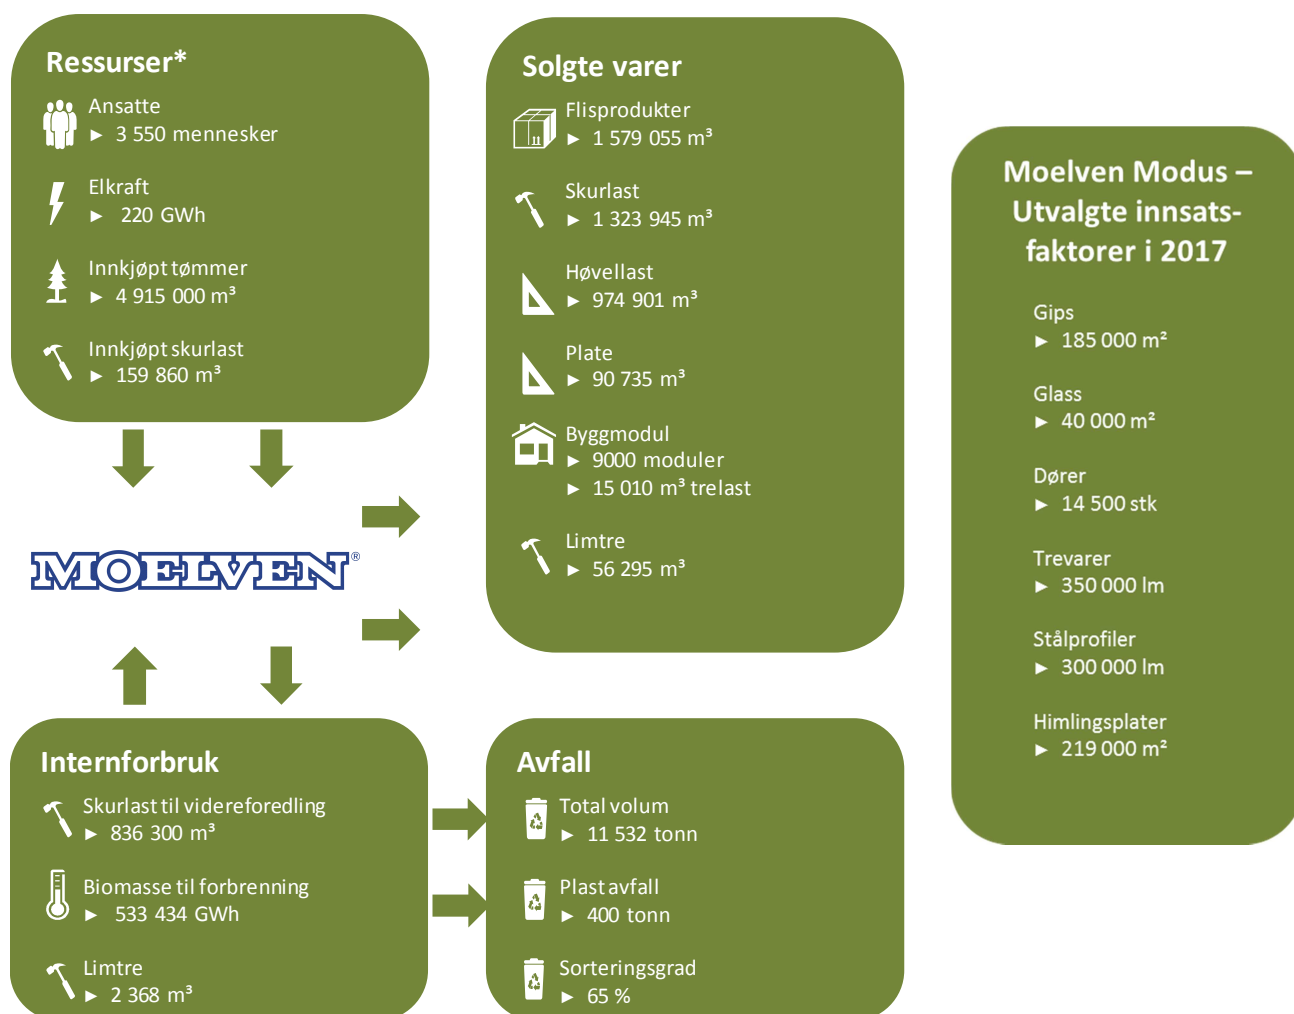 Ressurser*
Ansatte
► 3 550 mennesker
Elkraft
► 220 GWh
Innkjøpt tømmer
► 4 915 000 m³
Innkjøpt skurlast
► 159 860 m³
MOELVEN®
Internforbruk
Skurlast til videreforedling
► 836 300 m³
Biomasse til forbrenning
► 533 434 GWh
Limtre
► 2 368 m³
Solgte varer
Flisprodukter
► 1 579 055 m³
Skurlast
► 1 323 945 m³
Høvellast
► 974 901 m³
Plate
► 90 735 m³
Byggmodul
► 9000 moduler
► 15 010 m³ trelast
Limtre
► 56 295 m³
Avfall
Total volum
► 11 532 tonn
Plast avfall
► 400 tonn
Sorteringsgrad
► 65 %
Moelven Modus –
Utvalgte innsats-
faktorer i 2017
Gips
► 185 000 m²
Glass
► 40 000 m²
Dører
► 14 500 stk
Trevarer
► 350 000 lm
Stålprofiler
► 300 000 lm
Himlingsplater
► 219 000 m²